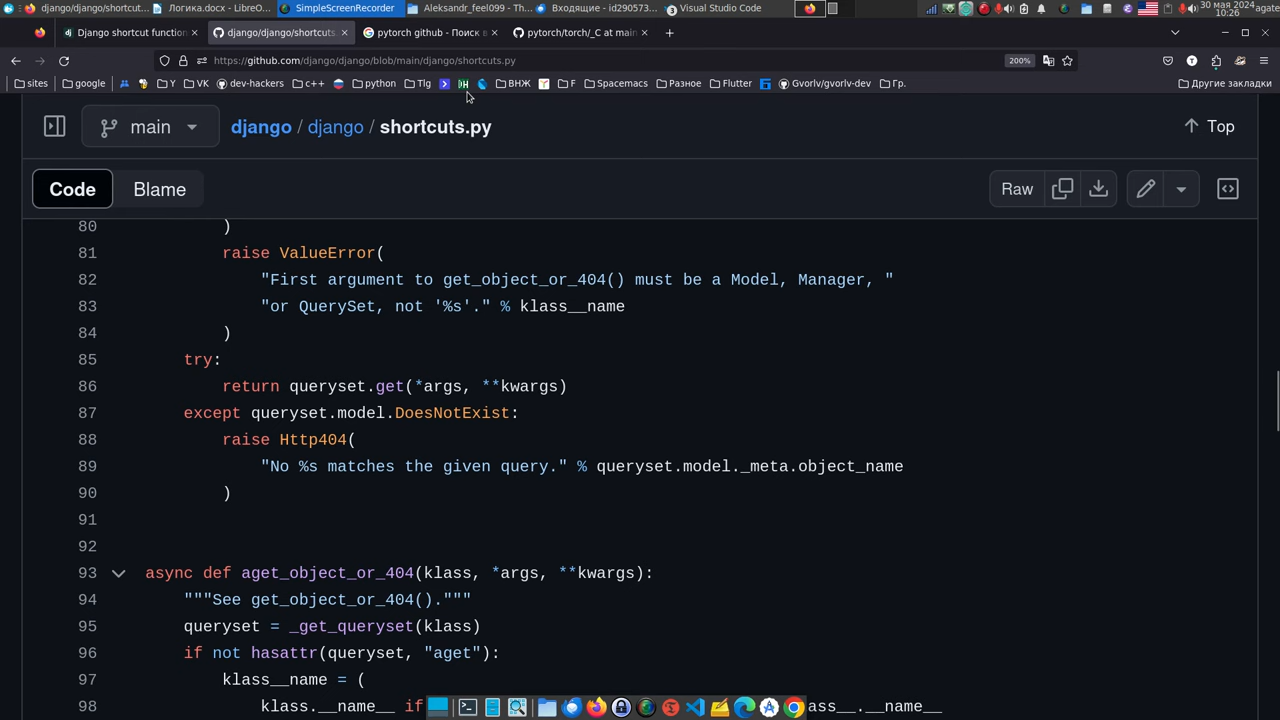 django/django/shortcut...
Логика.docx - LibreO...
SimpleScreenRecorder
Aleksandr_feel099 - Th...
Входящие - id290573...
3 Visual Studio Code
30 мая 2024
10:26
agate
Django shortcut function
django/django/shortcuts.
pytorch github - Поиск в
pytorch/torch/_C at main
https://github.com/django/django/blob/main/django/shortcuts.py
200%
sites
google
Y
VK
dev-hackers
c++
python
Tlg
ВНЖ
F
Spacemacs
Разное
Flutter
Gvorlv/gvorlv-dev
Гр.
Другие закладки
main
django / django / shortcuts.py
Top
Code
Blame
Raw
80 )
81 raise ValueError(
82 "First argument to get_object_or_404() must be a Model, Manager, "
83 "or QuerySet, not '%s'." % klass__name
84 )
85 try:
86 return queryset.get(*args, **kwargs)
87 except queryset.model.DoesNotExist:
88 raise Http404(
89 "No %s matches the given query." % queryset.model._meta.object_name
90 )
91
92
93 async def aget_object_or_404(klass, *args, **kwargs):
94 """See get_object_or_404()."""
95 queryset = _get_queryset(klass)
96 if not hasattr(queryset, "aget"):
97 klass__name = (
98 klass.__name__ if ass__.__name__